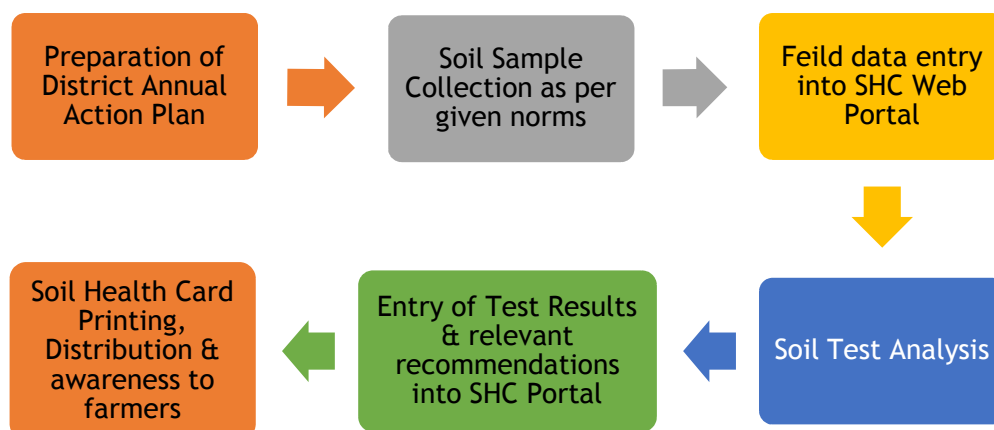 Preparation of
District Annual
Action Plan
Soil Sample
Collection as per
given norms
Feild data entry
into SHC Web
Portal
Soil Test Analysis
Entry of Test Results
& relevant
recommendations
into SHC Portal
Soil Health Card
Printing,
Distribution &
awareness to
farmers